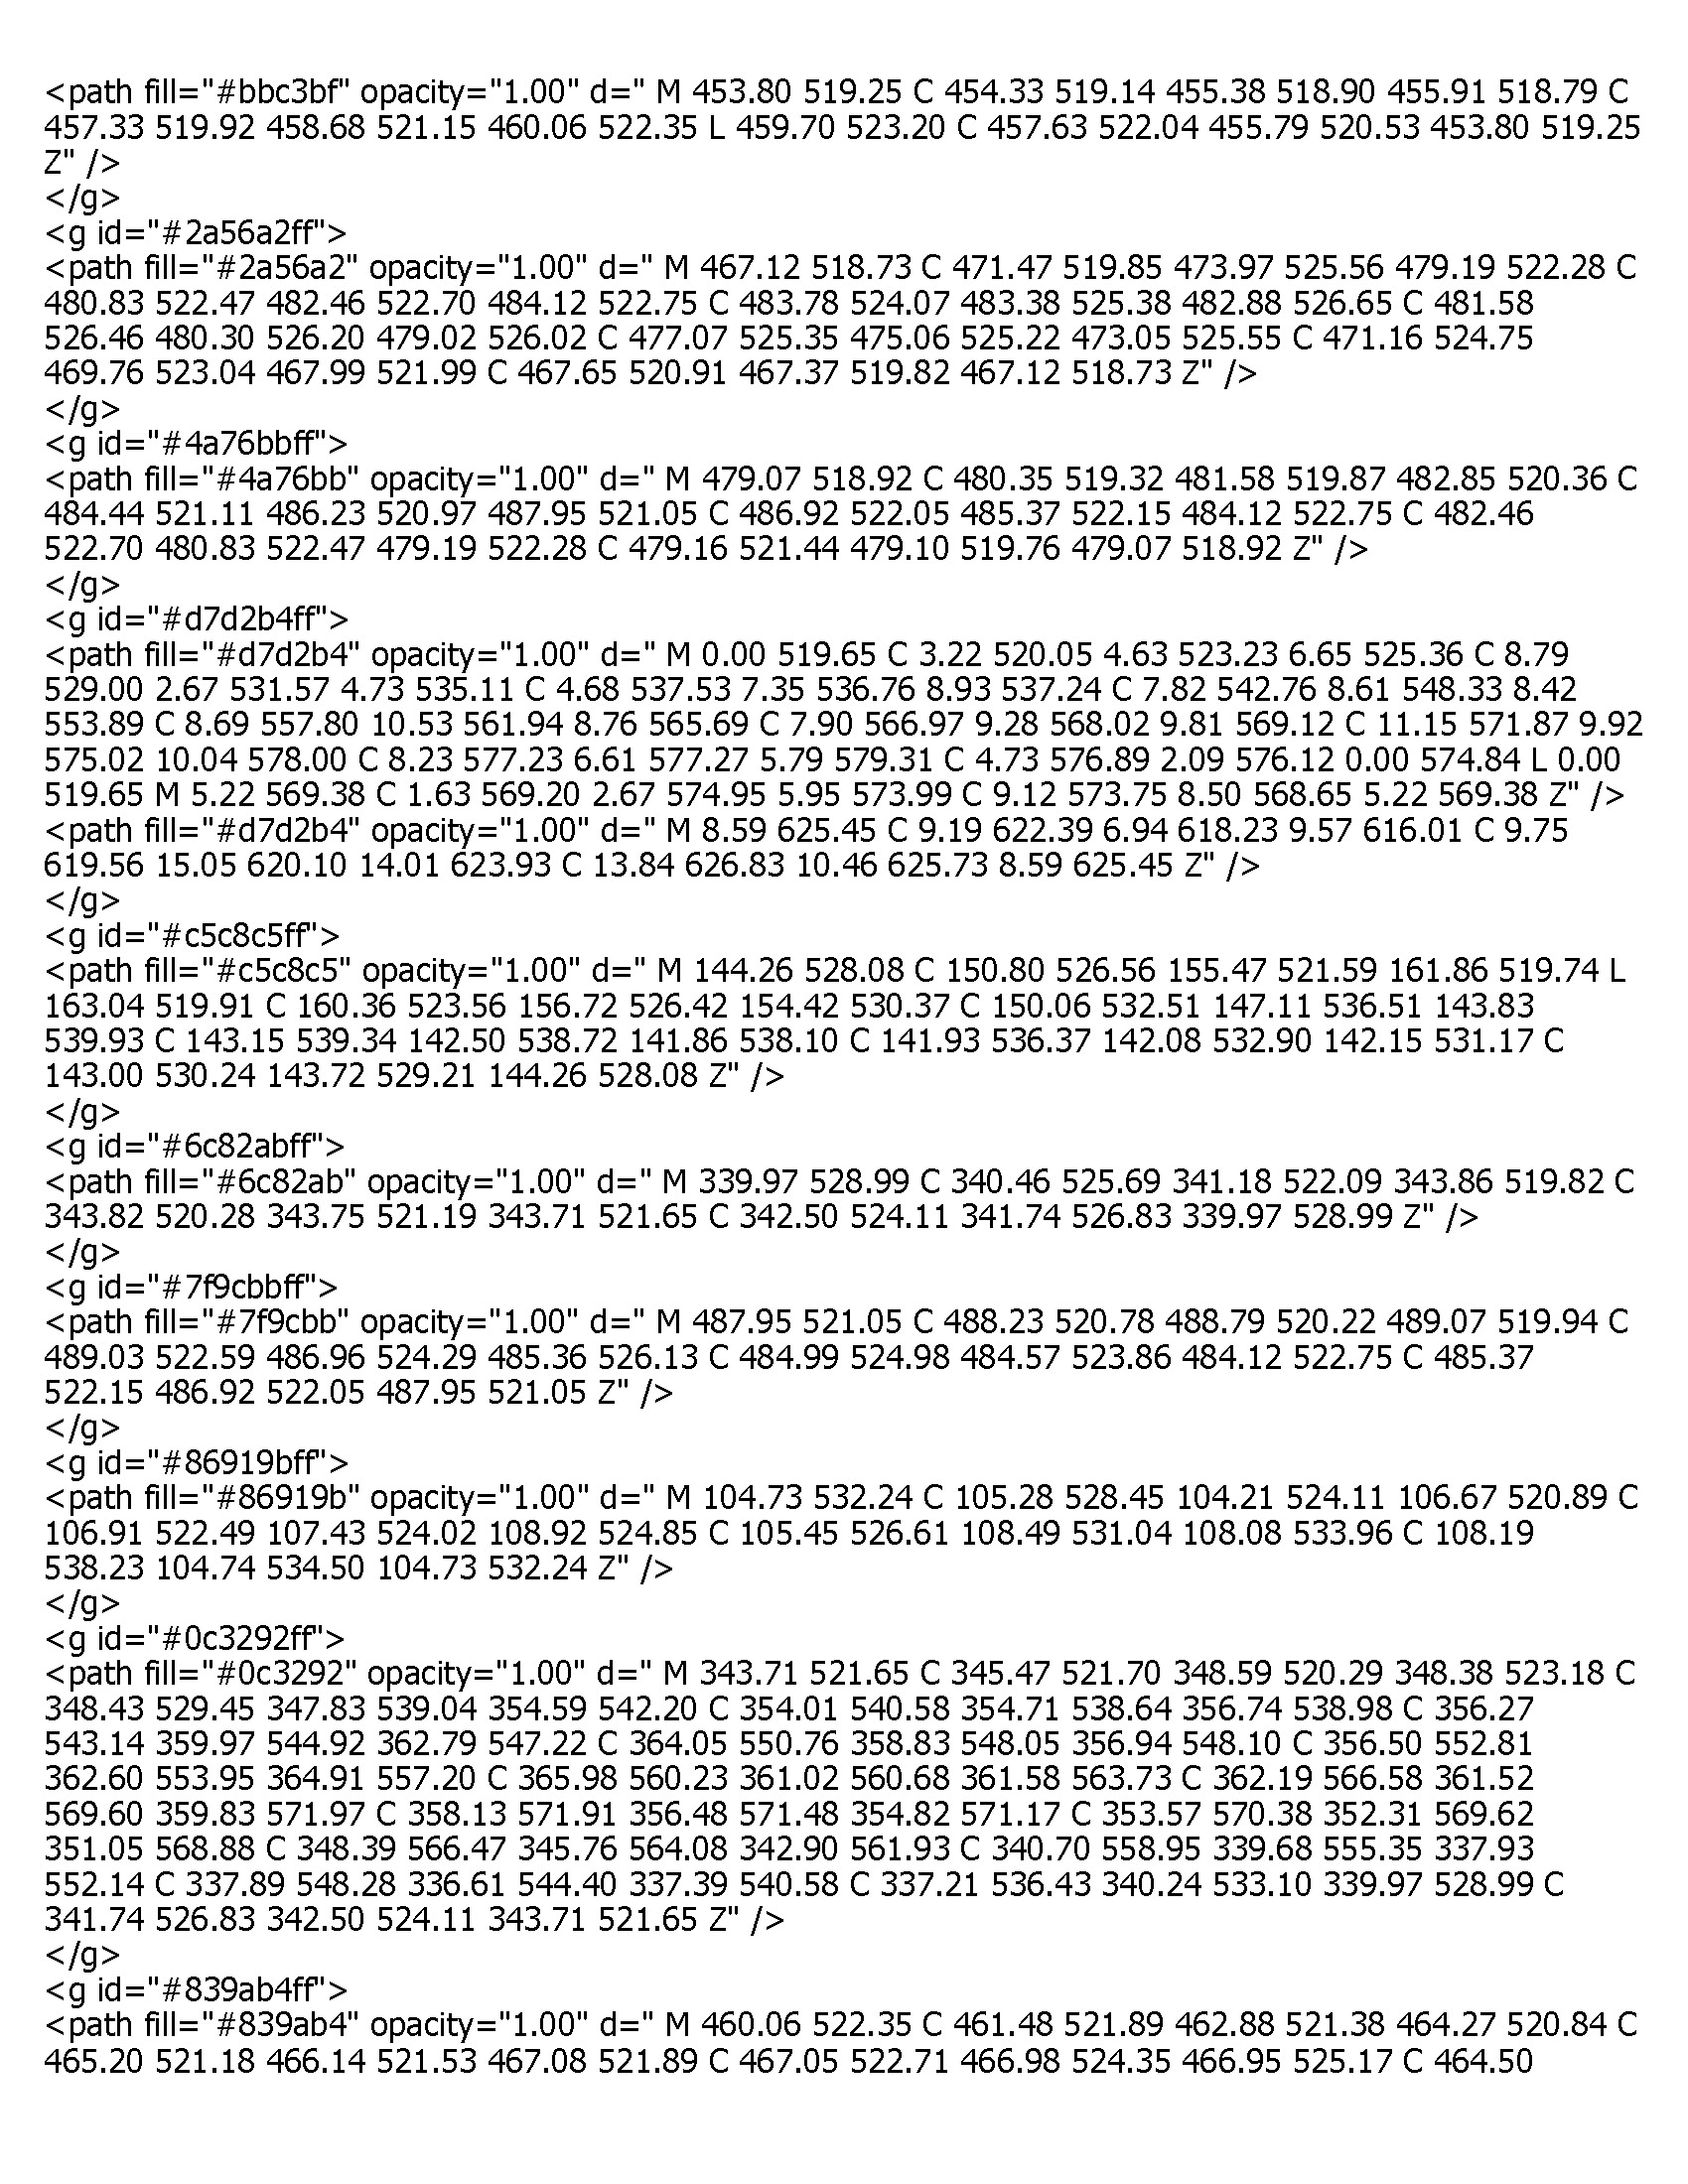 <path fill="#bbc3bf" opacity="1.00" d=" M 453.80 519.25 C 454.33 519.14 455.38 518.90 455.91 518.79 C
457.33 519.92 458.68 521.15 460.06 522.35 L 459.70 523.20 C 457.63 522.04 455.79 520.53 453.80 519.25
Z" />
</g>
<g id="#2a56a2ff">
<path fill="#2a56a2" opacity="1.00" d=" M 467.12 518.73 C 471.47 519.85 473.97 525.56 479.19 522.28 C
480.83 522.47 482.46 522.70 484.12 522.75 C 483.78 524.07 483.38 525.38 482.88 526.65 C 481.58
526.46 480.30 526.20 479.02 526.02 C 477.07 525.35 475.06 525.22 473.05 525.55 C 471.16 524.75
469.76 523.04 467.99 521.99 C 467.65 520.91 467.37 519.82 467.12 518.73 Z" />
</g>
<g id="#4a76bbff">
<path fill="#4a76bb" opacity="1.00" d=" M 479.07 518.92 C 480.35 519.32 481.58 519.87 482.85 520.36 C
484.44 521.11 486.23 520.97 487.95 521.05 C 486.92 522.05 485.37 522.15 484.12 522.75 C 482.46
522.70 480.83 522.47 479.19 522.28 C 479.16 521.44 479.10 519.76 479.07 518.92 Z" />
</g>
<g id="#d7d2b4ff">
<path fill="#d7d2b4" opacity="1.00" d=" M 0.00 519.65 C 3.22 520.05 4.63 523.23 6.65 525.36 C 8.79
529.00 2.67 531.57 4.73 535.11 C 4.68 537.53 7.35 536.76 8.93 537.24 C 7.82 542.76 8.61 548.33 8.42
553.89 C 8.69 557.80 10.53 561.94 8.76 565.69 C 7.90 566.97 9.28 568.02 9.81 569.12 C 11.15 571.87 9.92
575.02 10.04 578.00 C 8.23 577.23 6.61 577.27 5.79 579.31 C 4.73 576.89 2.09 576.12 0.00 574.84 L 0.00
519.65 M 5.22 569.38 C 1.63 569.20 2.67 574.95 5.95 573.99 C 9.12 573.75 8.50 568.65 5.22 569.38 Z" />
<path fill="#d7d2b4" opacity="1.00" d=" M 8.59 625.45 C 9.19 622.39 6.94 618.23 9.57 616.01 C 9.75
619.56 15.05 620.10 14.01 623.93 C 13.84 626.83 10.46 625.73 8.59 625.45 Z" />
</g>
<g id="#c5c8c5ff">
<path fill="#c5c8c5" opacity="1.00" d=" M 144.26 528.08 C 150.80 526.56 155.47 521.59 161.86 519.74 L
163.04 519.91 C 160.36 523.56 156.72 526.42 154.42 530.37 C 150.06 532.51 147.11 536.51 143.83
539.93 C 143.15 539.34 142.50 538.72 141.86 538.10 C 141.93 536.37 142.08 532.90 142.15 531.17 C
143.00 530.24 143.72 529.21 144.26 528.08 Z" />
</g>
<g id="#6c82abff">
<path fill="#6c82ab" opacity="1.00" d=" M 339.97 528.99 C 340.46 525.69 341.18 522.09 343.86 519.82 C
343.82 520.28 343.75 521.19 343.71 521.65 C 342.50 524.11 341.74 526.83 339.97 528.99 Z" />
</g>
<g id="#7f9cbbff">
<path fill="#7f9cbb" opacity="1.00" d=" M 487.95 521.05 C 488.23 520.78 488.79 520.22 489.07 519.94 C
489.03 522.59 486.96 524.29 485.36 526.13 C 484.99 524.98 484.57 523.86 484.12 522.75 C 485.37
522.15 486.92 522.05 487.95 521.05 Z" />
</g>
<g id="#86919bff">
<path fill="#86919b" opacity="1.00" d=" M 104.73 532.24 C 105.28 528.45 104.21 524.11 106.67 520.89 C
106.91 522.49 107.43 524.02 108.92 524.85 C 105.45 526.61 108.49 531.04 108.08 533.96 C 108.19
538.23 104.74 534.50 104.73 532.24 Z" />
</g>
<g id="#0c3292ff">
<path fill="#0c3292" opacity="1.00" d=" M 343.71 521.65 C 345.47 521.70 348.59 520.29 348.38 523.18 C
348.43 529.45 347.83 539.04 354.59 542.20 C 354.01 540.58 354.71 538.64 356.74 538.98 C 356.27
543.14 359.97 544.92 362.79 547.22 C 364.05 550.76 358.83 548.05 356.94 548.10 C 356.50 552.81
362.60 553.95 364.91 557.20 C 365.98 560.23 361.02 560.68 361.58 563.73 C 362.19 566.58 361.52
569.60 359.83 571.97 C 358.13 571.91 356.48 571.48 354.82 571.17 C 353.57 570.38 352.31 569.62
351.05 568.88 C 348.39 566.47 345.76 564.08 342.90 561.93 C 340.70 558.95 339.68 555.35 337.93
552.14 C 337.89 548.28 336.61 544.40 337.39 540.58 C 337.21 536.43 340.24 533.10 339.97 528.99 C
341.74 526.83 342.50 524.11 343.71 521.65 Z" />
</g>
<g id="#839ab4ff">
<path fill="#839ab4" opacity="1.00" d=" M 460.06 522.35 C 461.48 521.89 462.88 521.38 464.27 520.84 C
465.20 521.18 466.14 521.53 467.08 521.89 C 467.05 522.71 466.98 524.35 466.95 525.17 C 464.50